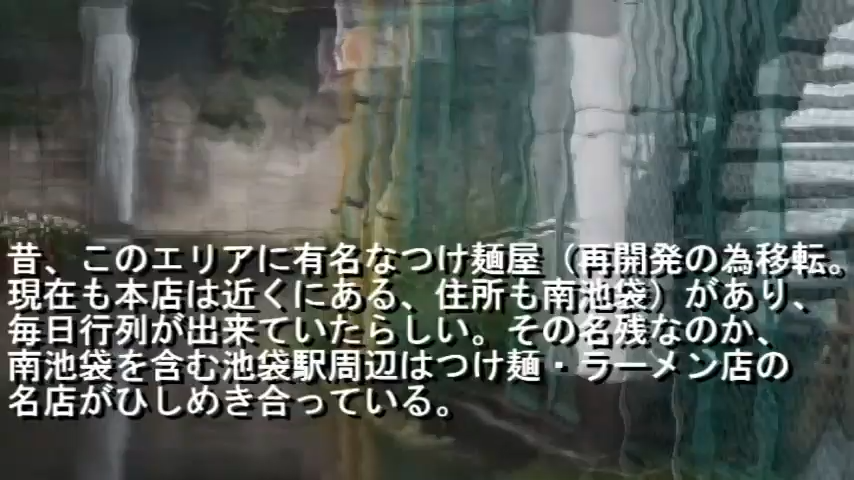 昔、このエリアに有名なつけ麺屋（再開発の為移転。
現在も本店は近くにある、住所も南池袋）があり、
毎日行列が出来ていたらしい。その名残なのか、
南池袋を含む池袋駅周辺はつけ麺・ラーメン店の
名店がひしめき合っている。